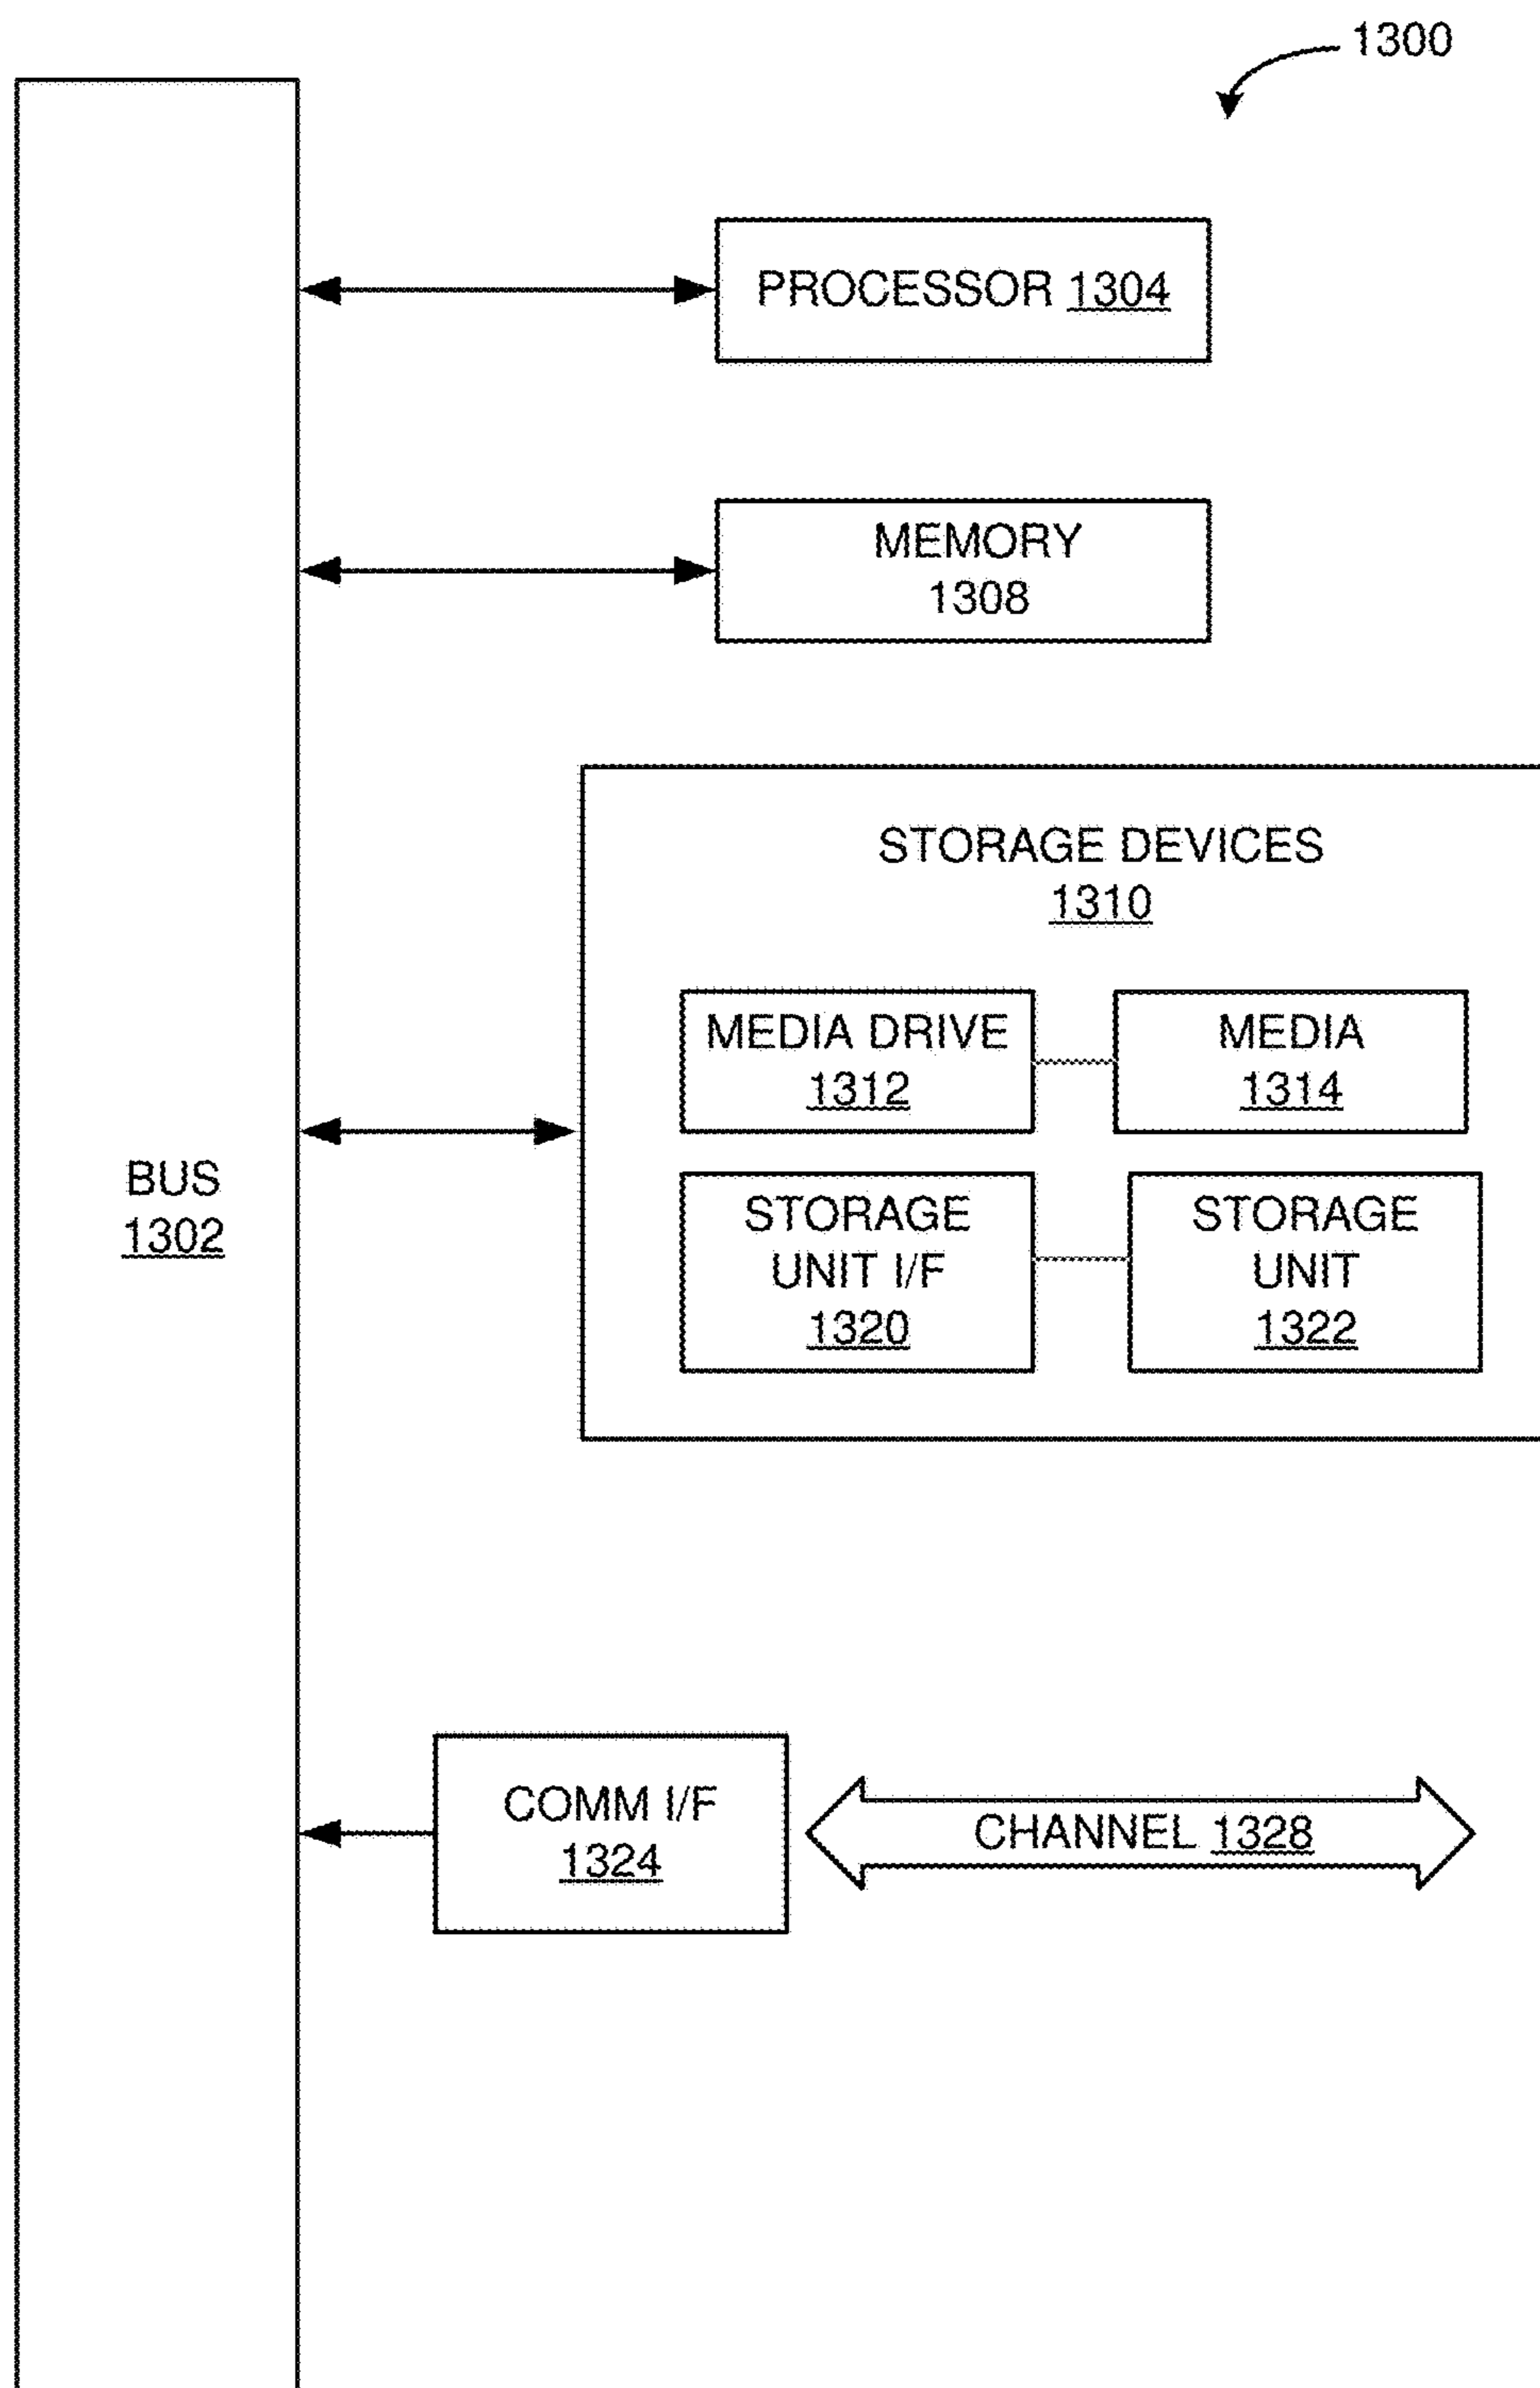 1300
PROCESSOR 1304
MEMORY
1308
STORAGE DEVICES
1310
MEDIA DRIVE
1312
MEDIA
1314
BUS
1302
STORAGE
UNIT I/F
1320
STORAGE
UNIT
1322
COMM I/F
1324
CHANNEL 1328